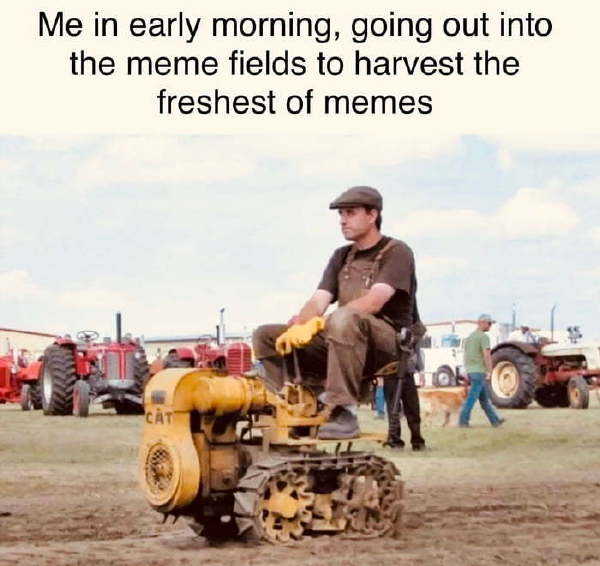 Me in early morning, going out into
the meme fields to harvest the
freshest of memes
CAT